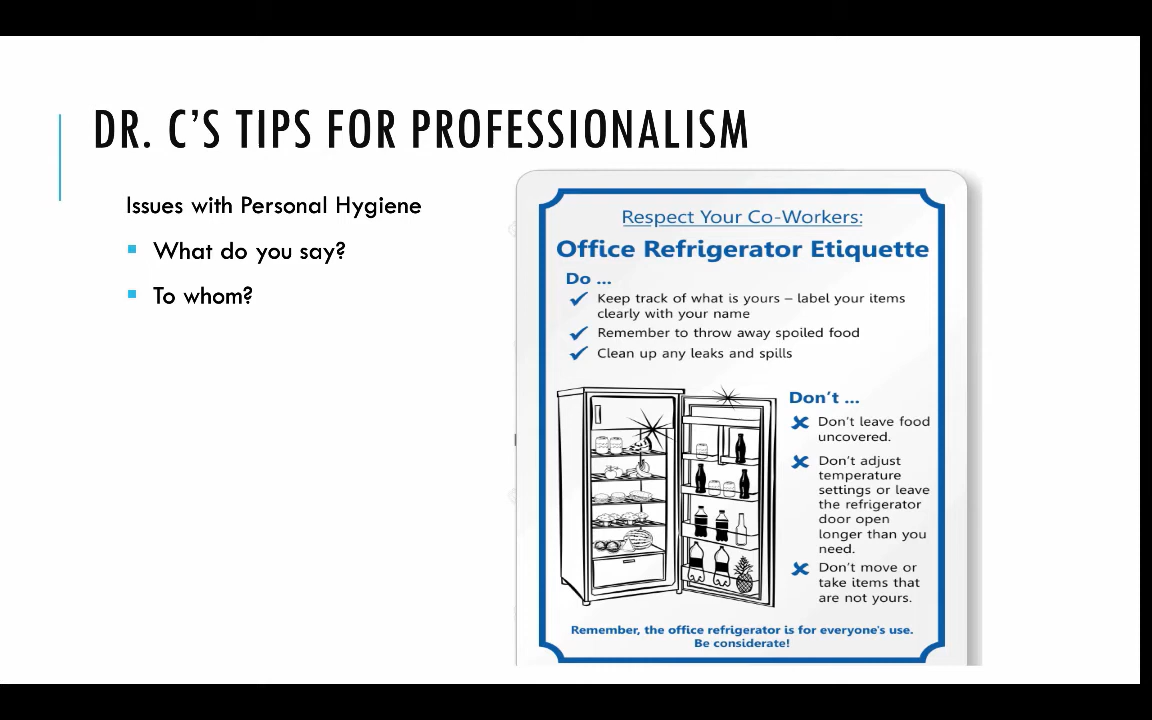 DR. C'S TIPS FOR PROFESSIONALISM
Issues with Personal Hygiene
What do you say?
To whom?
Respect Your Co-Workers:
Office Refrigerator Etiquette
Do ...
Keep track of what is yours – label your items
clearly with your name
Remember to throw away spoiled food
Clean up any leaks and spills
Don't ...
Don't leave food
uncovered.
Don't adjust
temperature
settings or leave
the refrigerator
door open
longer than you
need.
Don't move or
take items that
are not yours.
Remember, the office refrigerator is for everyone's use.
Be considerate!